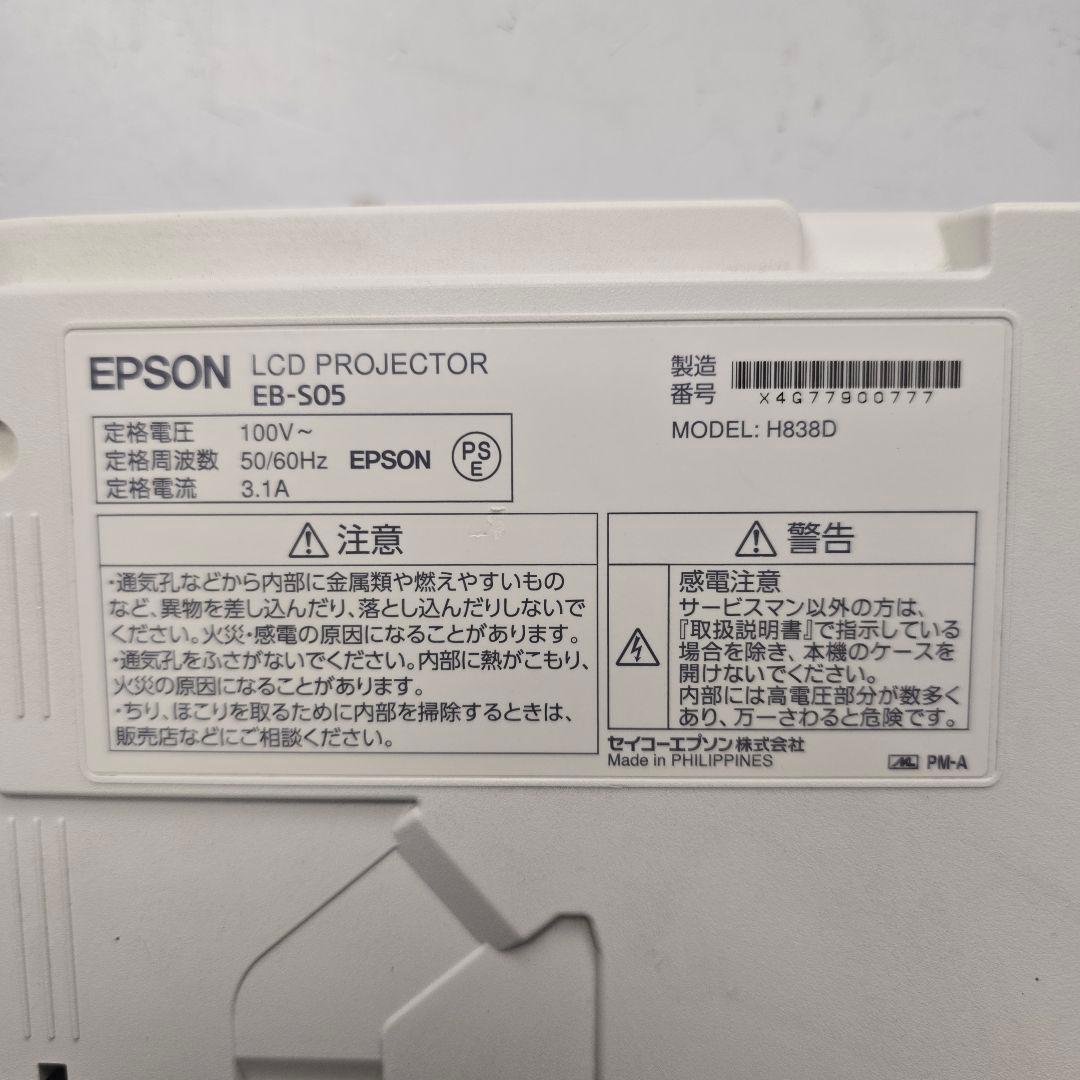 EPSON LCD PROJECTOR
EB-S05
定格電圧 100V～
定格周波数 50/60Hz EPSON PSE
定格電流 3.1A
製造
番号 X4G77900777
MODEL: H838D
注意
・通気孔などから内部に金属類や燃えやすいもの
など、異物を差し込んだり、落とし込んだりしないで
ください。火災・感電の原因になることがあります。
・通気孔をふさがないでください。内部に熱がこもり、
火災の原因になることがあります。
・ちり、ほこりを取るために内部を掃除するときは、
販売店などにご相談ください。
警告
感電注意
サービスマン以外の方は、
『取扱説明書』で指示している
場合を除き、本機のケースを
開けないでください。
内部には高電圧部分が数多く
あり、万一さわると危険です。
セイコーエプソン株式会社
Made in PHILIPPINES
PM-A